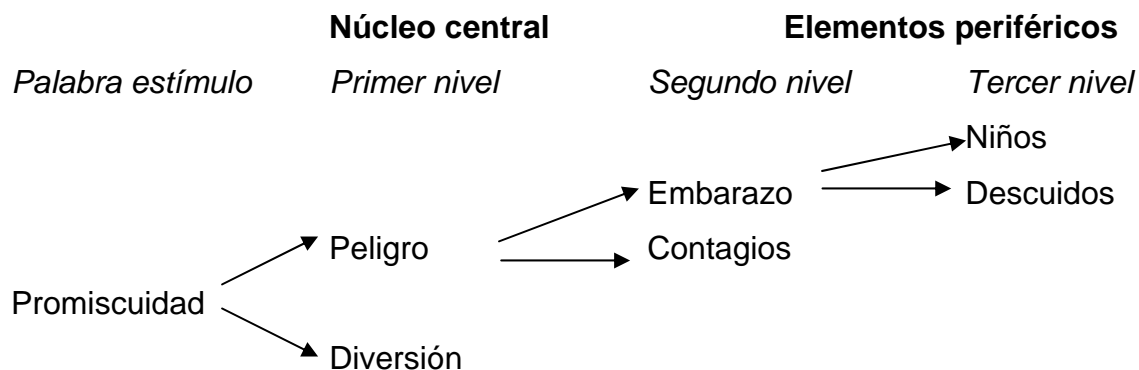 Núcleo central Elementos periféricos
Palabra estímulo Primer nivel Segundo nivel Tercer nivel
Niños
Embarazo Descuidos
Peligro Contagios
Promiscuidad
Diversión